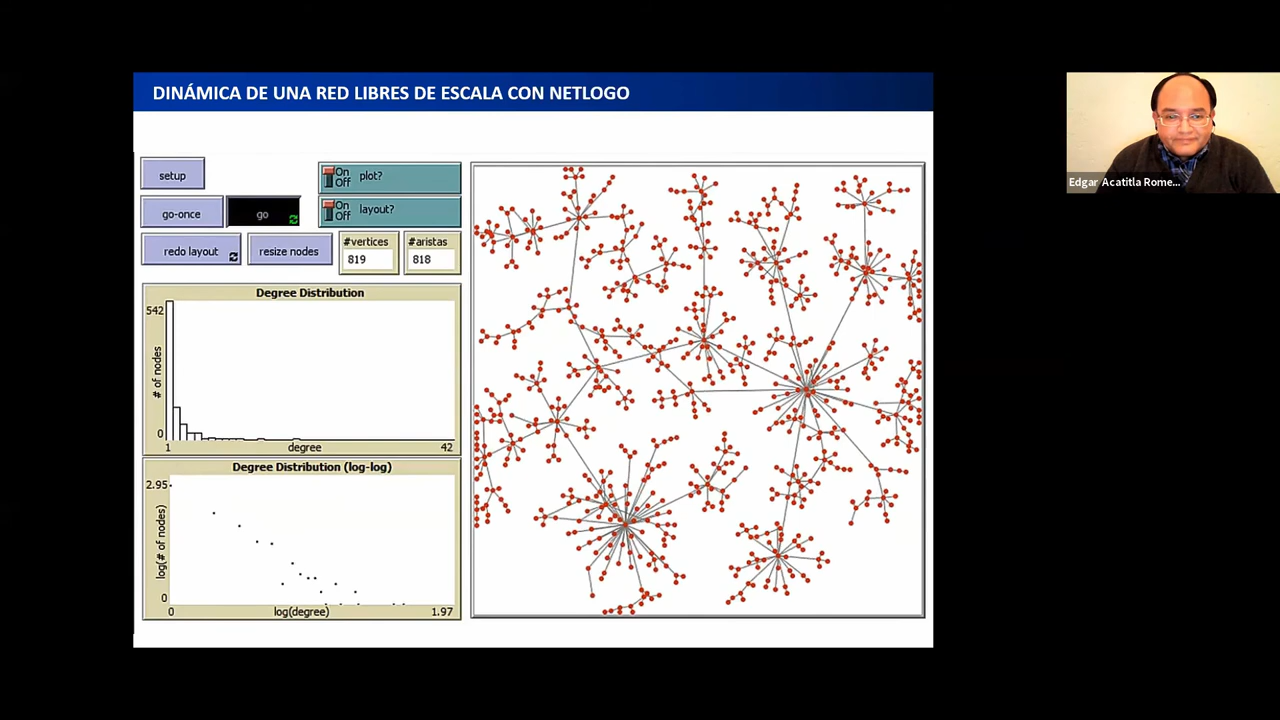 DINÁMICA DE UNA RED LIBRES DE ESCALA CON NETLOGO
setup
On
Off
plot?
go-once
go
On
Off
layout?
redo layout
resize nodes
#vertices
819
#aristas
818
Degree Distribution
542
# of nodes
0
1
degree
42
Degree Distribution (log-log)
2.95
log(# of nodes)
0
0
log(degree)
1.97
Edgar Acatitla Rome...